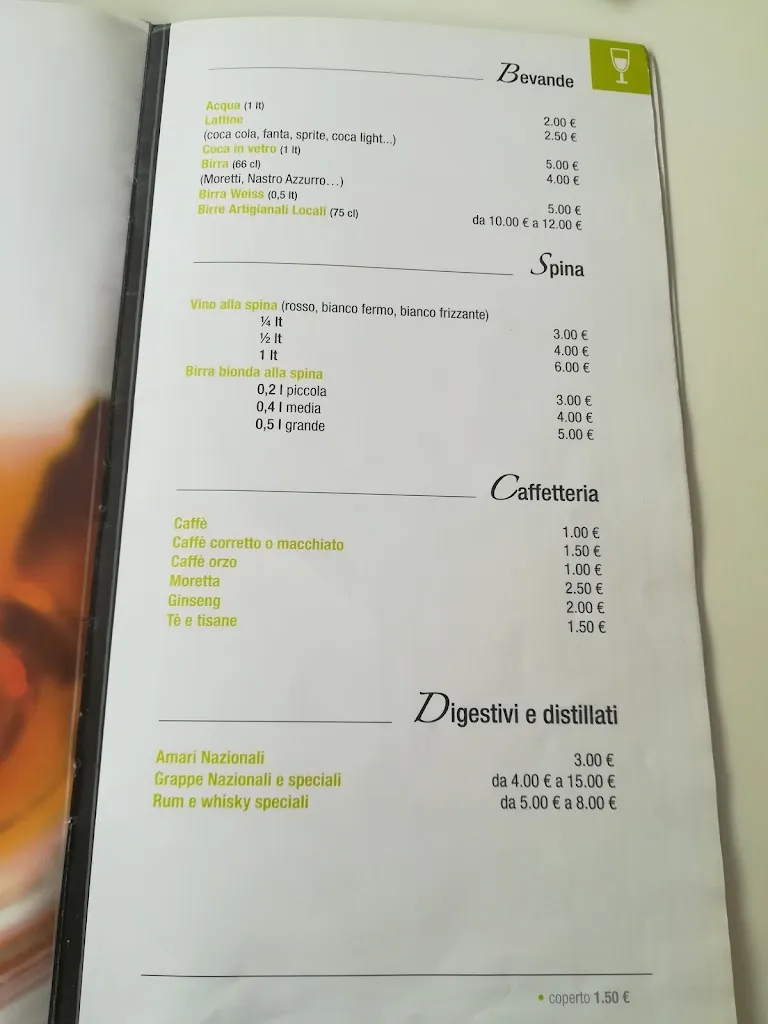 Bevande
Acqua (1 lt) 2.00 €
Lattine 2.50 €
(coca cola, fanta, sprite, coca light...)
Coca in vetro (1 lt) 5.00 €
Birra (66 cl) 4.00 €
(Moretti, Nastro Azzurro…)
Birra Weiss (0,5 lt) 5.00 €
Birre Artigianali Locali (75 cl) da 10.00 € a 12.00 €
Spina
Vino alla spina (rosso, bianco fermo, bianco frizzante)
¼ lt 3.00 €
½ lt 4.00 €
1 lt 6.00 €
Birra bionda alla spina
0,2 l piccola 3.00 €
0,4 l media 4.00 €
0,5 l grande 5.00 €
Caffetteria
Caffè 1.00 €
Caffè corretto o macchiato 1.50 €
Caffè orzo 1.00 €
Moretta 2.50 €
Ginseng 2.00 €
Tè e tisane 1.50 €
Digestivi e distillati
Amari Nazionali 3.00 €
Grappe Nazionali e speciali da 4.00 € a 15.00 €
Rum e whisky speciali da 5.00 € a 8.00 €
• coperto 1.50 €